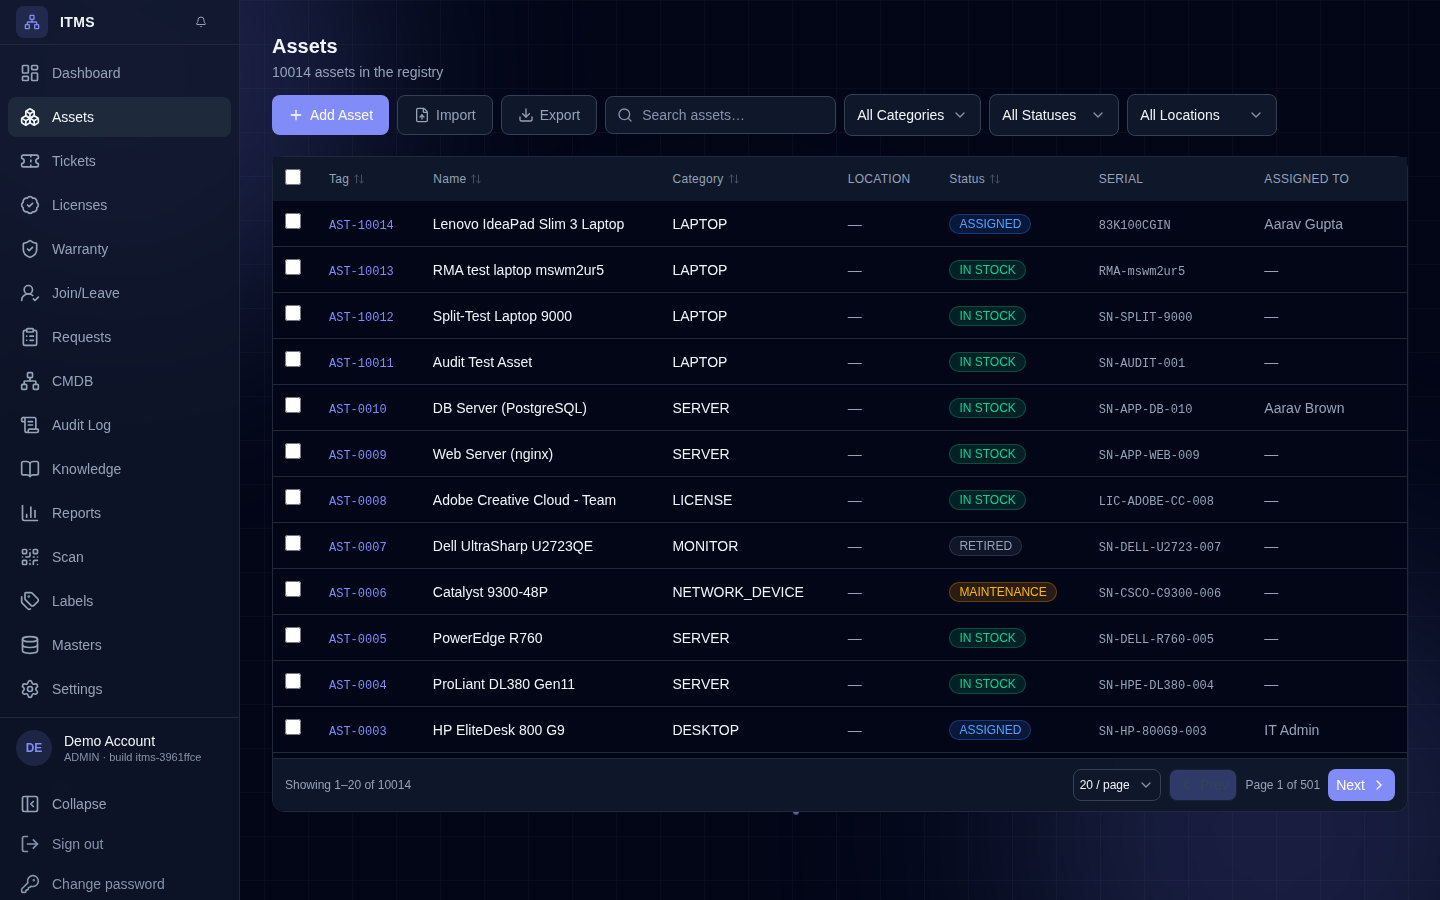 ITMS
Dashboard
Assets
Tickets
Licenses
Warranty
Join/Leave
Requests
CMDB
Audit Log
Knowledge
Reports
Scan
Labels
Masters
Settings
DE
Demo Account
ADMIN · build itms-3961ffce
Collapse
Sign out
Change password
Assets
10014 assets in the registry
Add Asset Import Export Search assets… All Categories All Statuses All Locations
Tag Name Category LOCATION Status SERIAL ASSIGNED TO
AST-10014 Lenovo IdeaPad Slim 3 Laptop LAPTOP — ASSIGNED 83K100CGIN Aarav Gupta
AST-10013 RMA test laptop mswm2ur5 LAPTOP — IN STOCK RMA-mswm2ur5 —
AST-10012 Split-Test Laptop 9000 LAPTOP — IN STOCK SN-SPLIT-9000 —
AST-10011 Audit Test Asset LAPTOP — IN STOCK SN-AUDIT-001 —
AST-0010 DB Server (PostgreSQL) SERVER — IN STOCK SN-APP-DB-010 Aarav Brown
AST-0009 Web Server (nginx) SERVER — IN STOCK SN-APP-WEB-009 —
AST-0008 Adobe Creative Cloud - Team LICENSE — IN STOCK LIC-ADOBE-CC-008 —
AST-0007 Dell UltraSharp U2723QE MONITOR — RETIRED SN-DELL-U2723-007 —
AST-0006 Catalyst 9300-48P NETWORK_DEVICE — MAINTENANCE SN-CSCO-C9300-006 —
AST-0005 PowerEdge R760 SERVER — IN STOCK SN-DELL-R760-005 —
AST-0004 ProLiant DL380 Gen11 SERVER — IN STOCK SN-HPE-DL380-004 —
AST-0003 HP EliteDesk 800 G9 DESKTOP — ASSIGNED SN-HP-800G9-003 IT Admin
Showing 1–20 of 10014 20 / page Page 1 of 501 Next